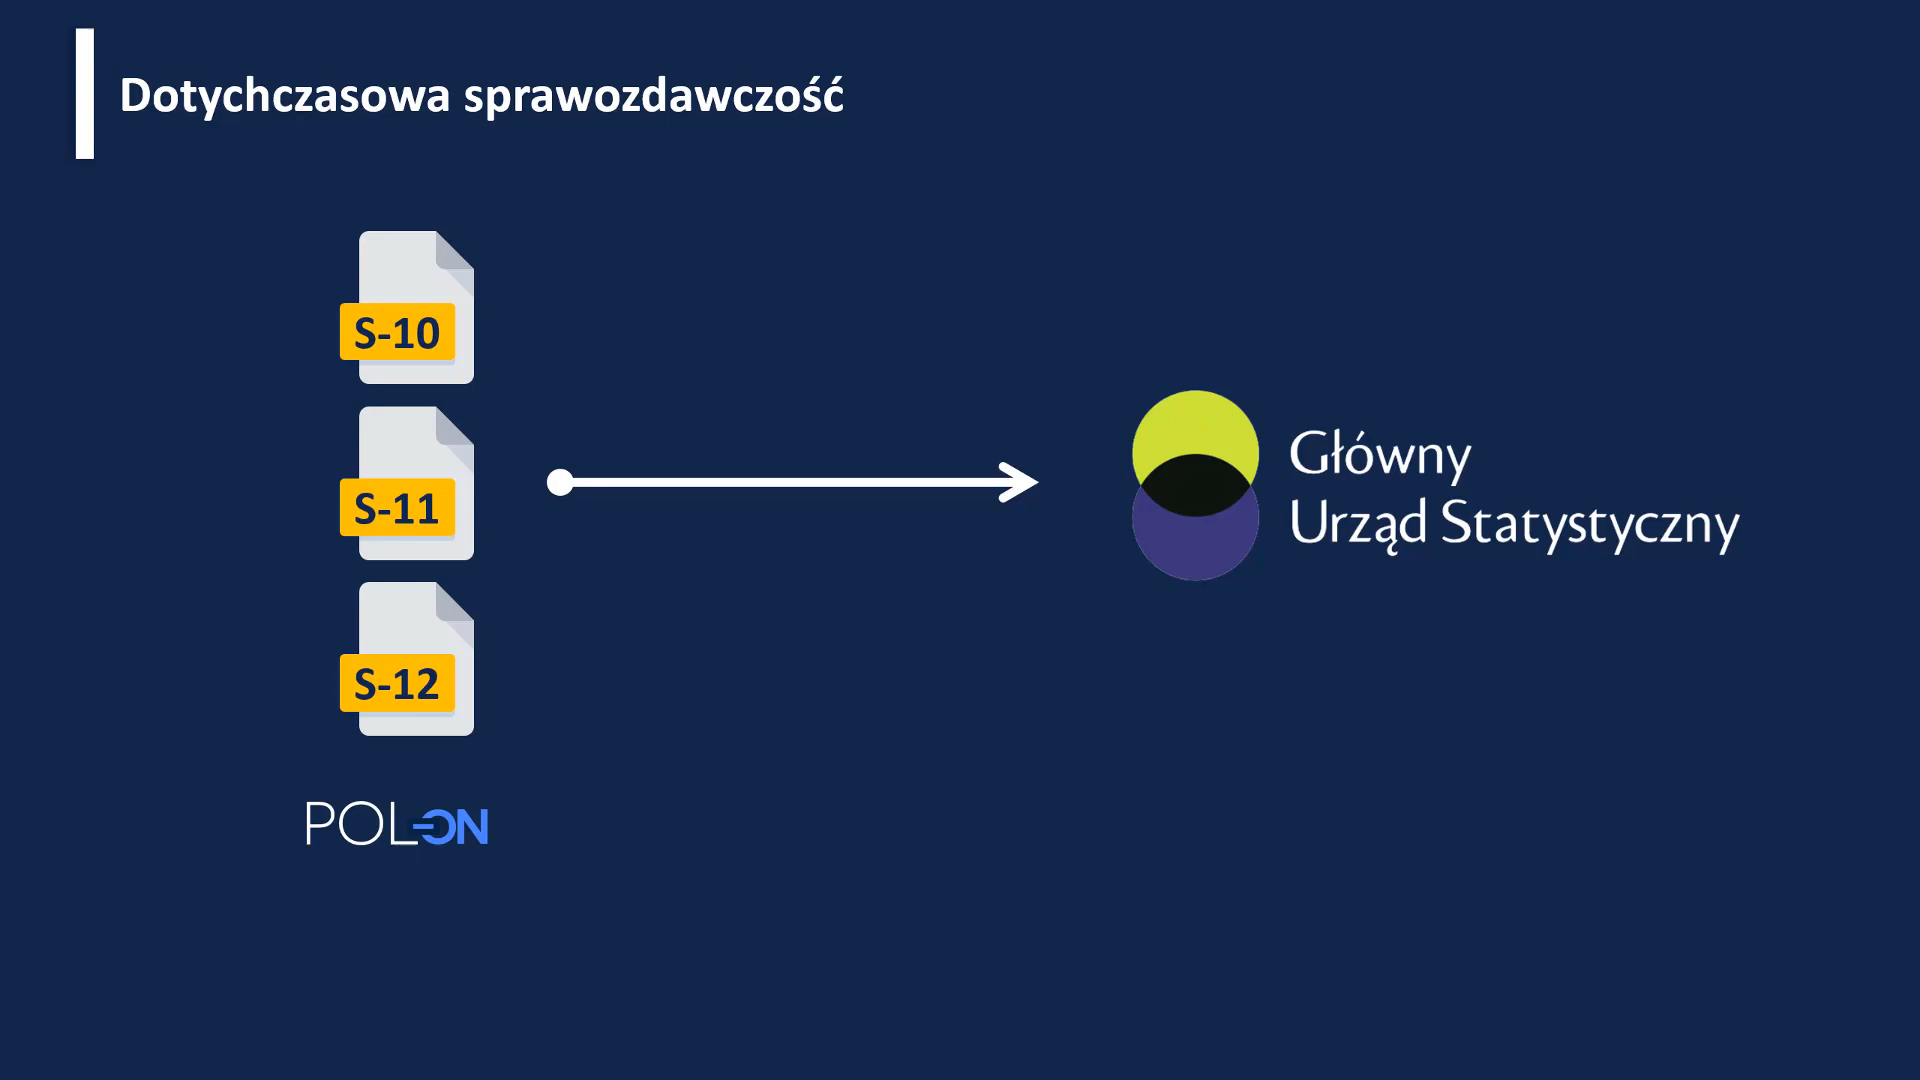 Dotychczasowa sprawozdawczość
S-10
S-11
S-12
POL-ON
Główny
Urząd Statystyczny